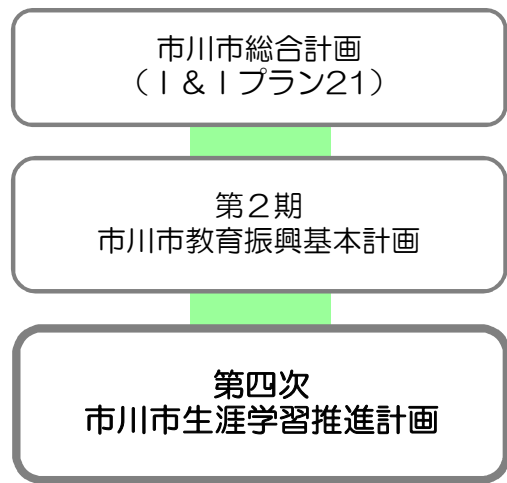 市川市総合計画
（Ｉ＆Ｉプラン21）
第２期
市川市教育振興基本計画
第四次
市川市生涯学習推進計画